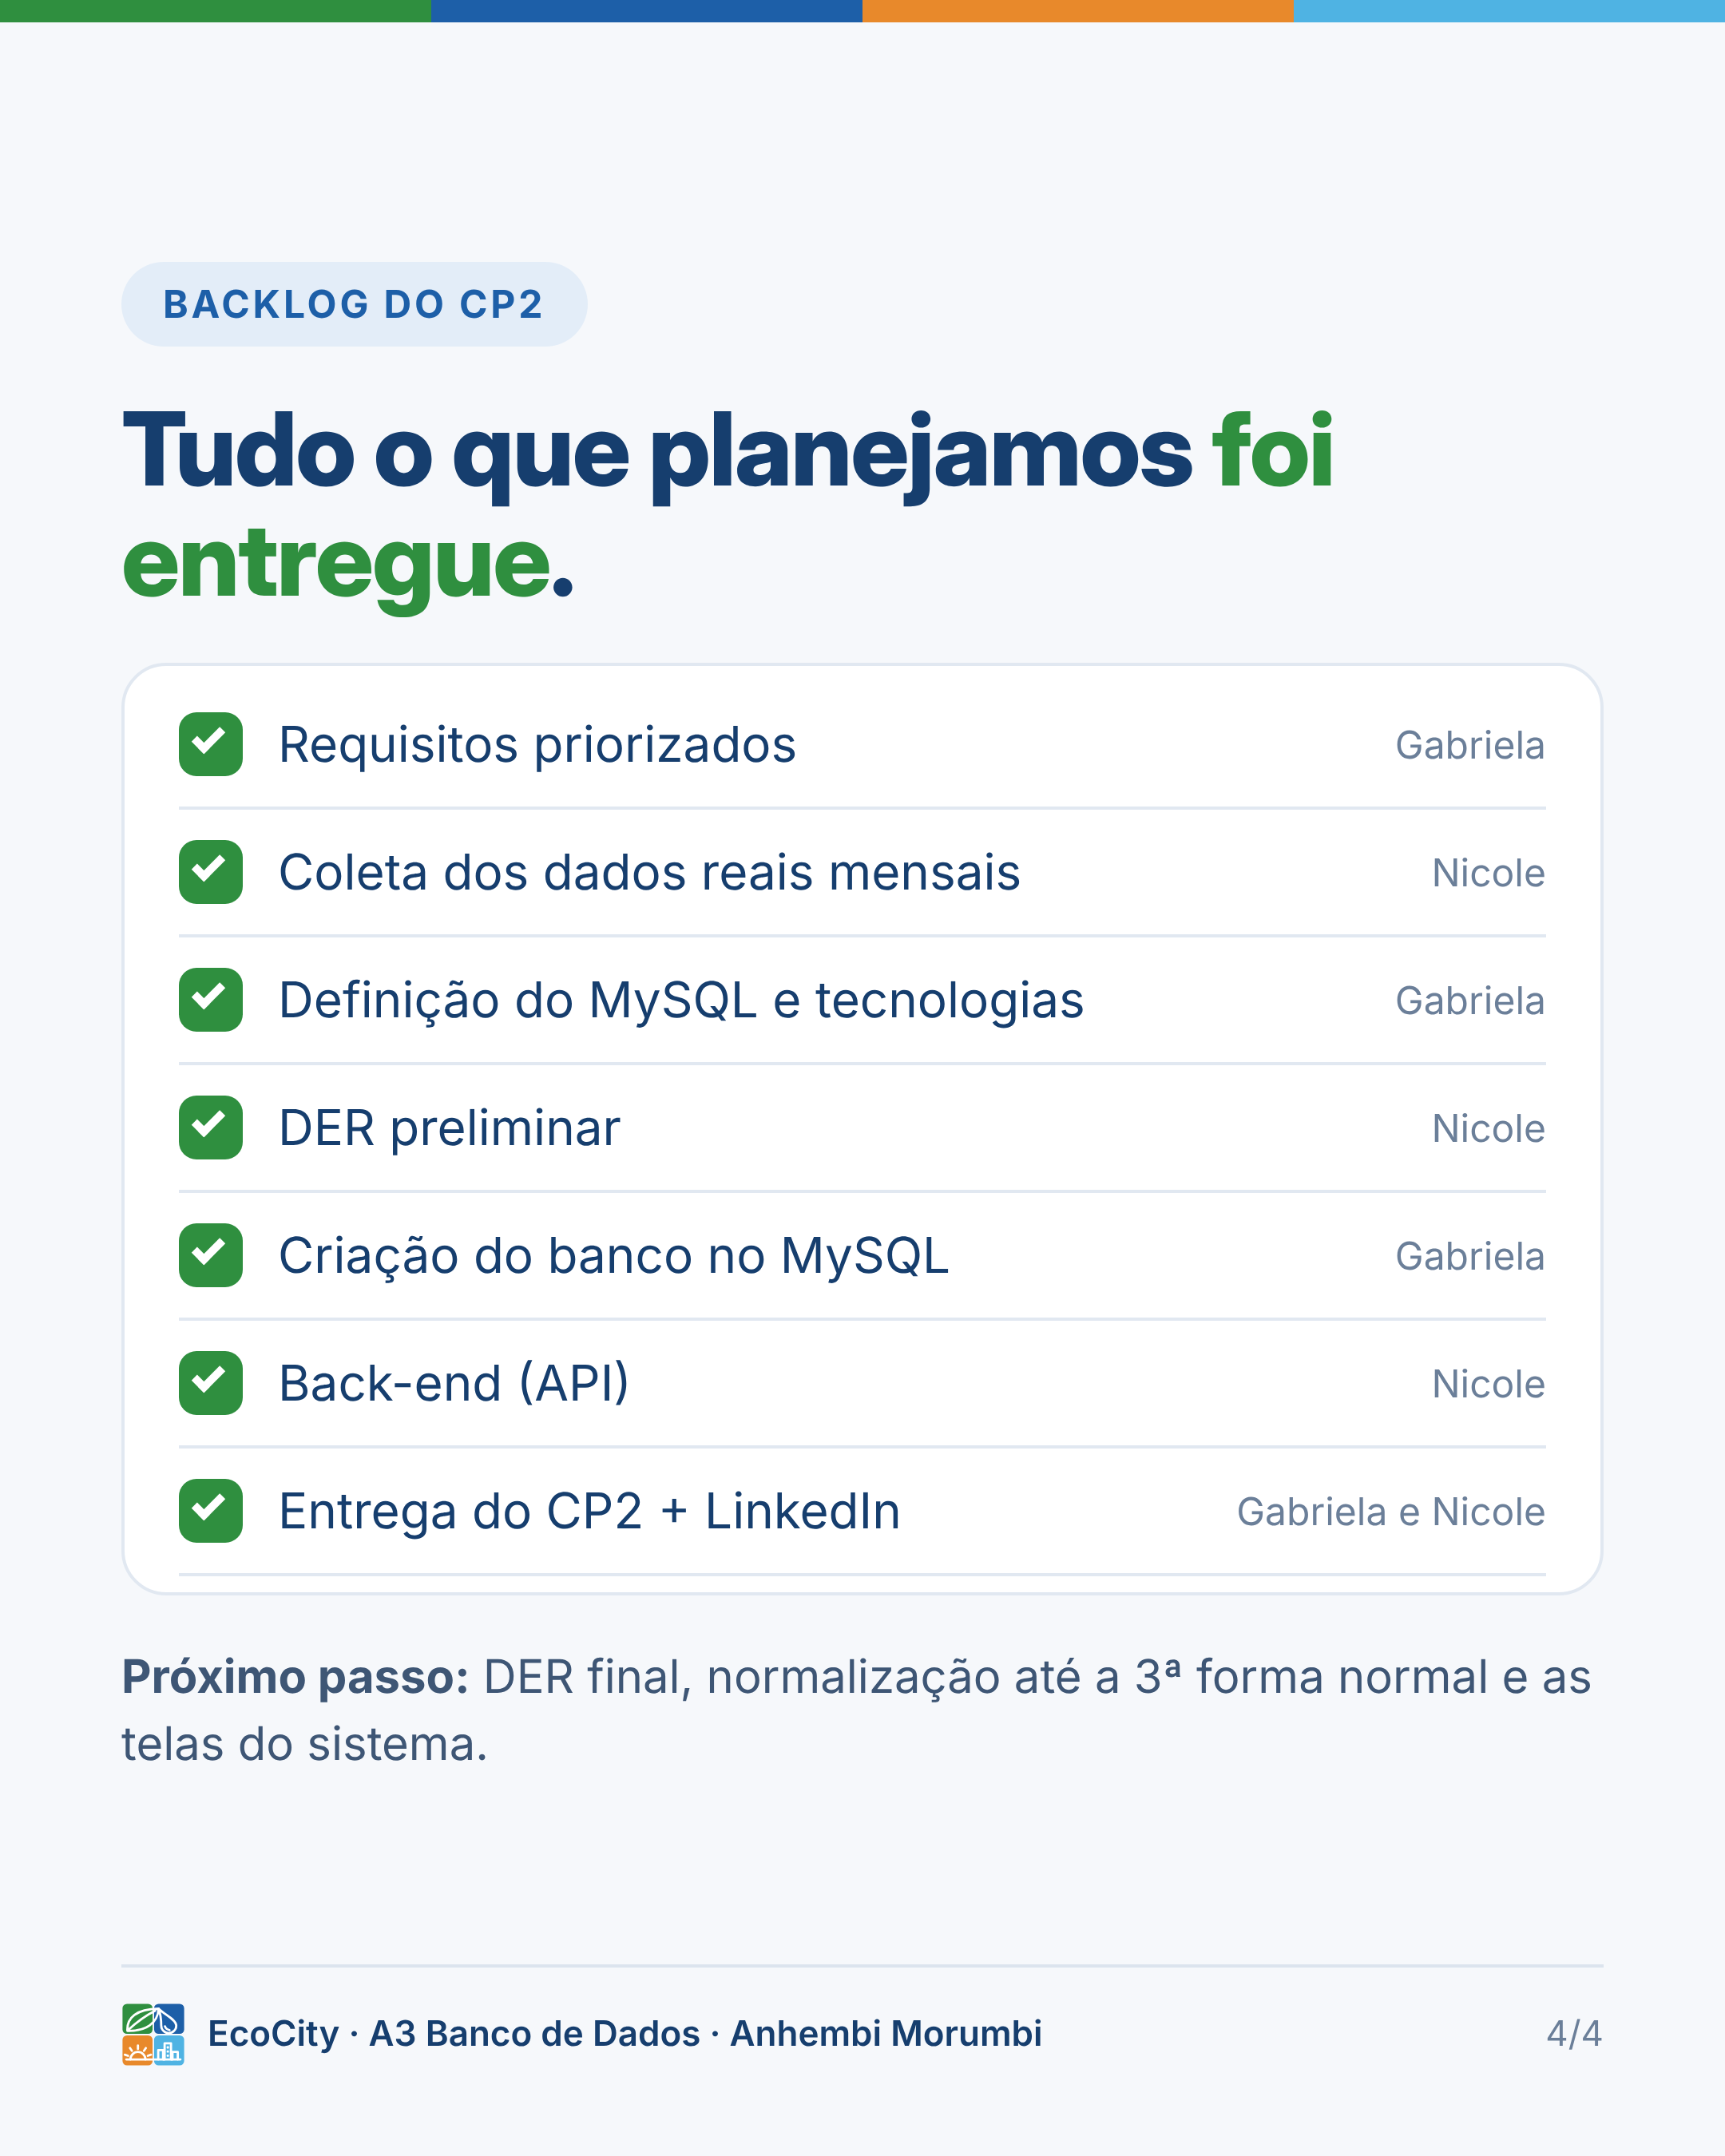 BACKLOG DO CP2
Tudo o que planejamos foi
entregue.
Requisitos priorizados Gabriela
Coleta dos dados reais mensais Nicole
Definição do MySQL e tecnologias Gabriela
DER preliminar Nicole
Criação do banco no MySQL Gabriela
Back-end (API) Nicole
Entrega do CP2 + LinkedIn Gabriela e Nicole
Próximo passo: DER final, normalização até a 3ª forma normal e as
telas do sistema.
EcoCity · A3 Banco de Dados · Anhembi Morumbi 4/4